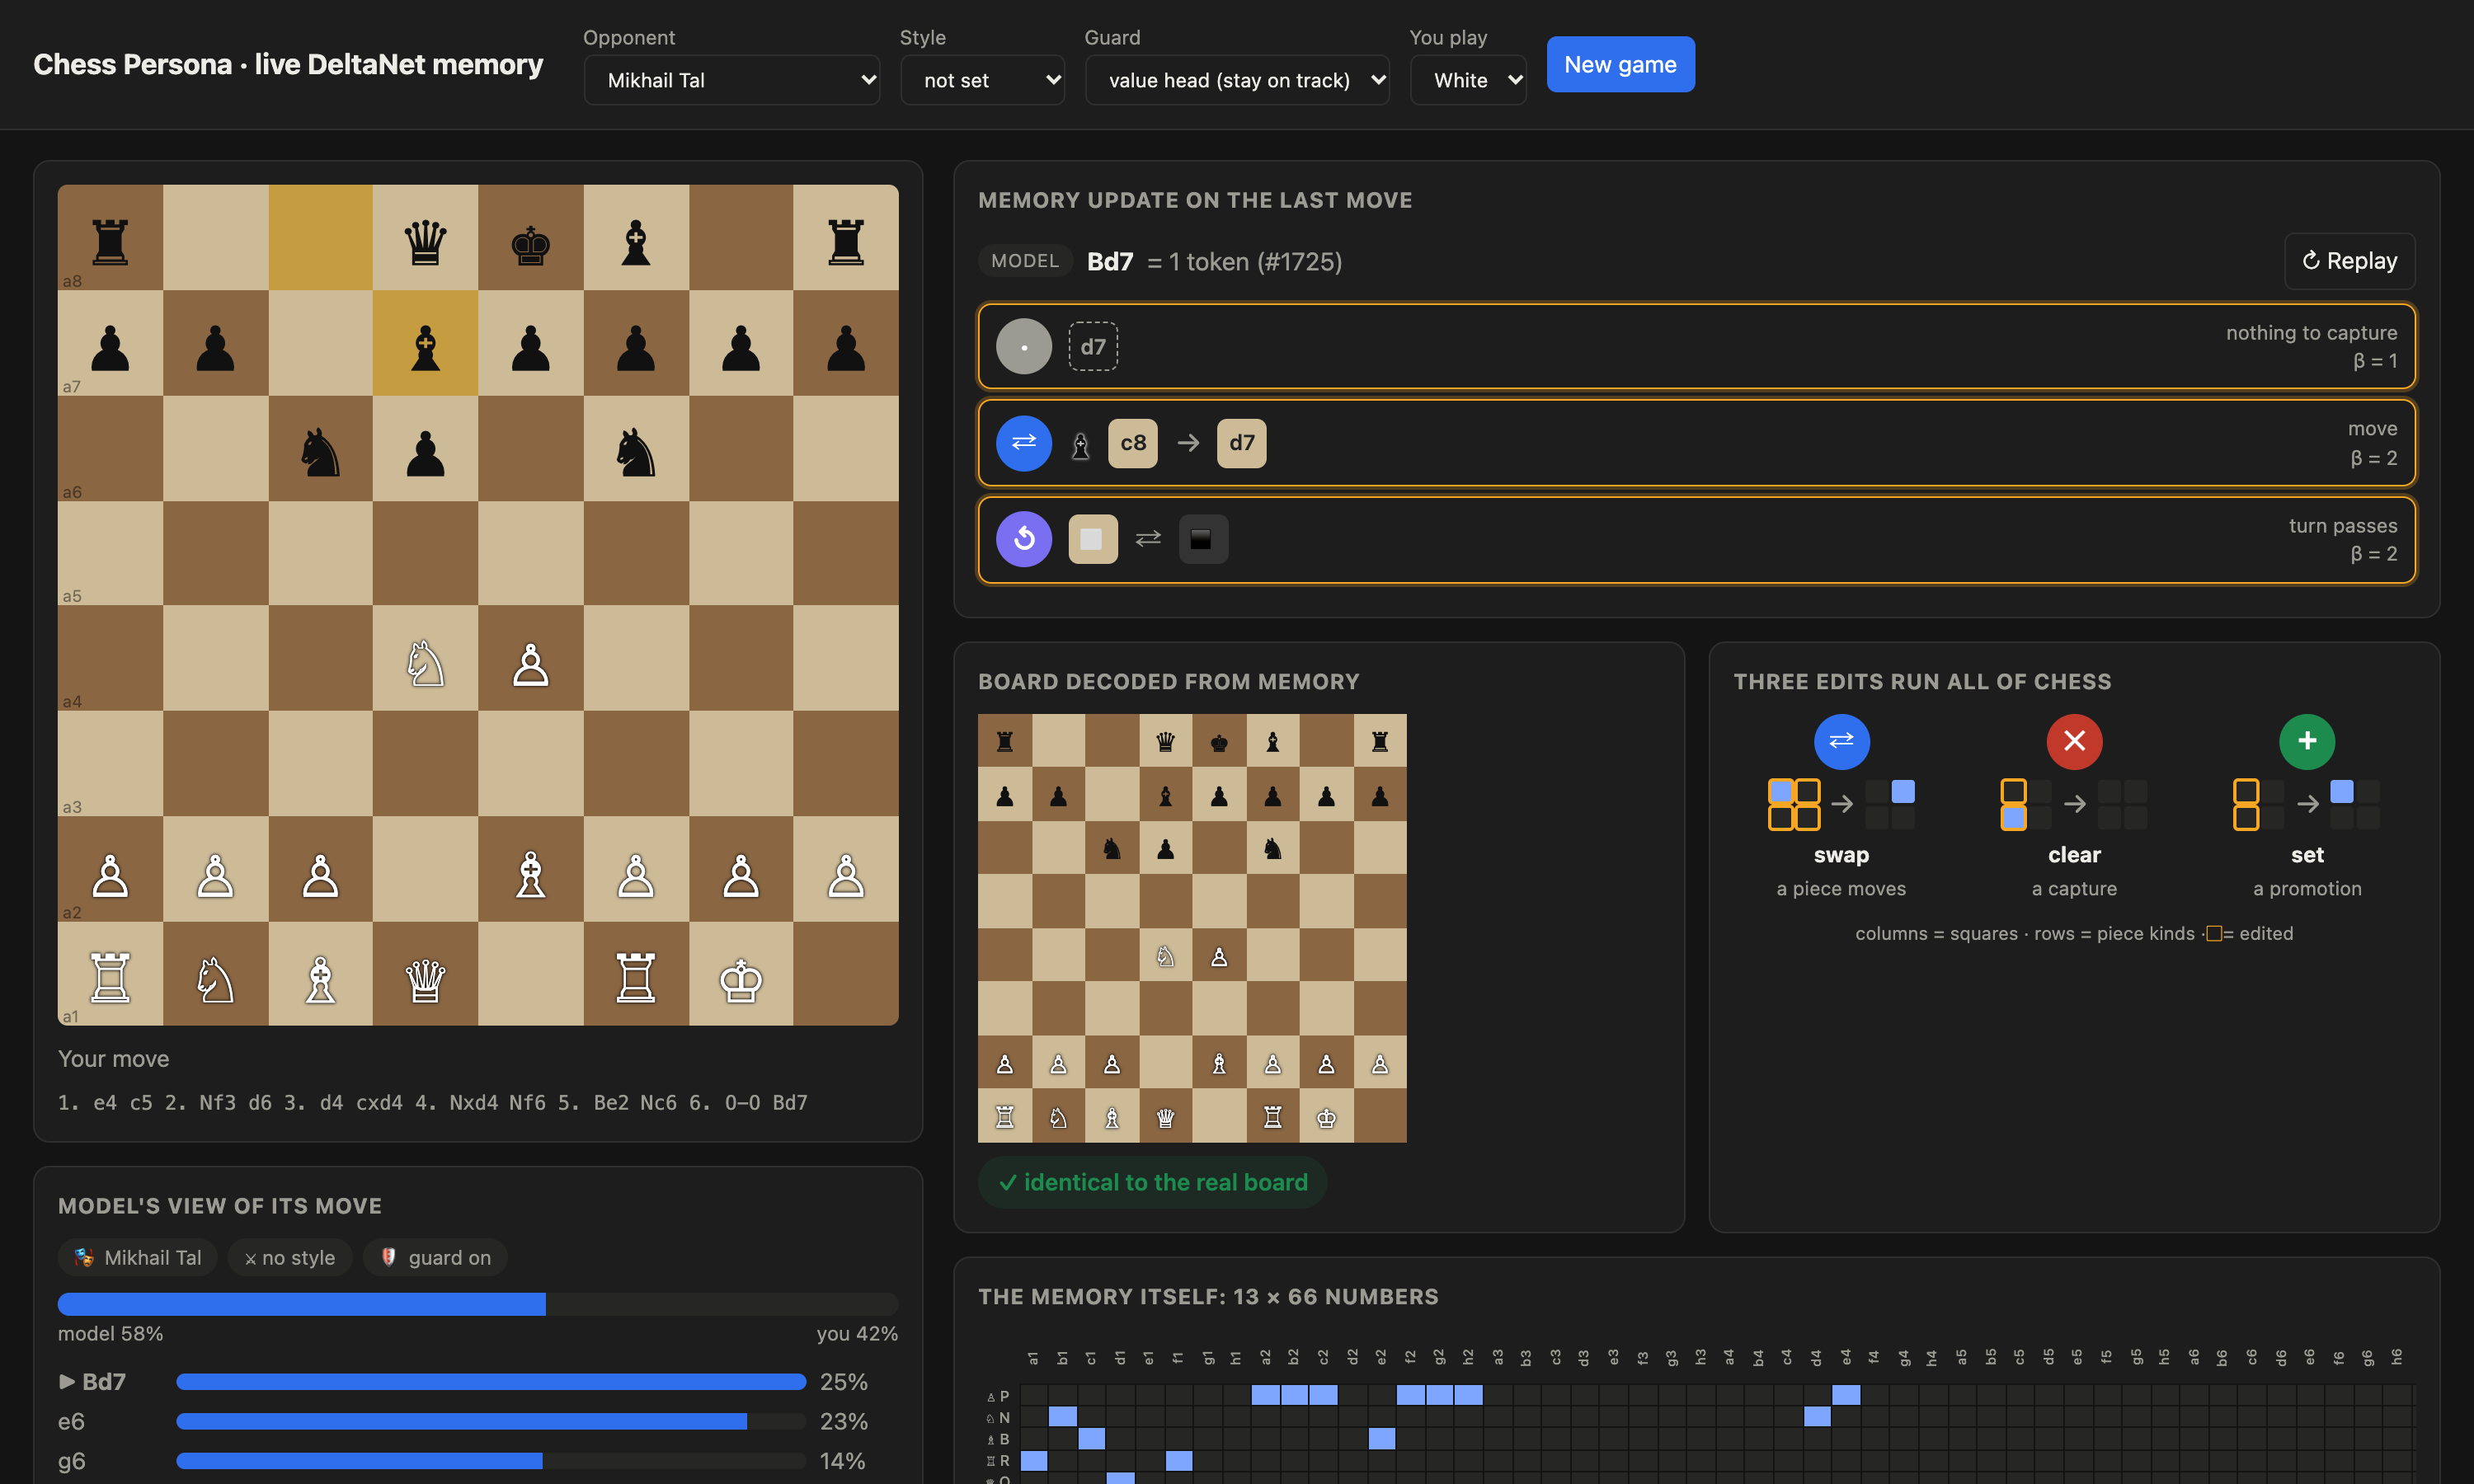 Chess Persona · live DeltaNet memory
Opponent
Mikhail Tal
Style
not set
Guard
value head (stay on track)
You play
White
New game
a8
a7
a6
a5
a4
a3
a2
a1
Your move
1. e4 c5 2. Nf3 d6 3. d4 cxd4 4. Nxd4 Nf6 5. Be2 Nc6 6. O-O Bd7
MODEL'S VIEW OF ITS MOVE
Mikhail Tal
no style
guard on
model 58%
you 42%
Bd7 25%
e6 23%
g6 14%
MEMORY UPDATE ON THE LAST MOVE
MODEL Bd7 = 1 token (#1725)
Replay
d7
nothing to capture
β = 1
c8 → d7
move
β = 2
turn passes
β = 2
BOARD DECODED FROM MEMORY
✓ identical to the real board
THREE EDITS RUN ALL OF CHESS
swap
a piece moves
clear
a capture
set
a promotion
columns = squares · rows = piece kinds · = edited
THE MEMORY ITSELF: 13 × 66 NUMBERS
a1 b1 c1 d1 e1 f1 g1 h1 a2 b2 c2 d2 e2 f2 g2 h2 a3 b3 c3 d3 e3 f3 g3 h3 a4 b4 c4 d4 e4 f4 g4 h4 a5 b5 c5 d5 e5 f5 g5 h5 a6 b6 c6 d6 e6 f6 g6 h6
P
N
B
R